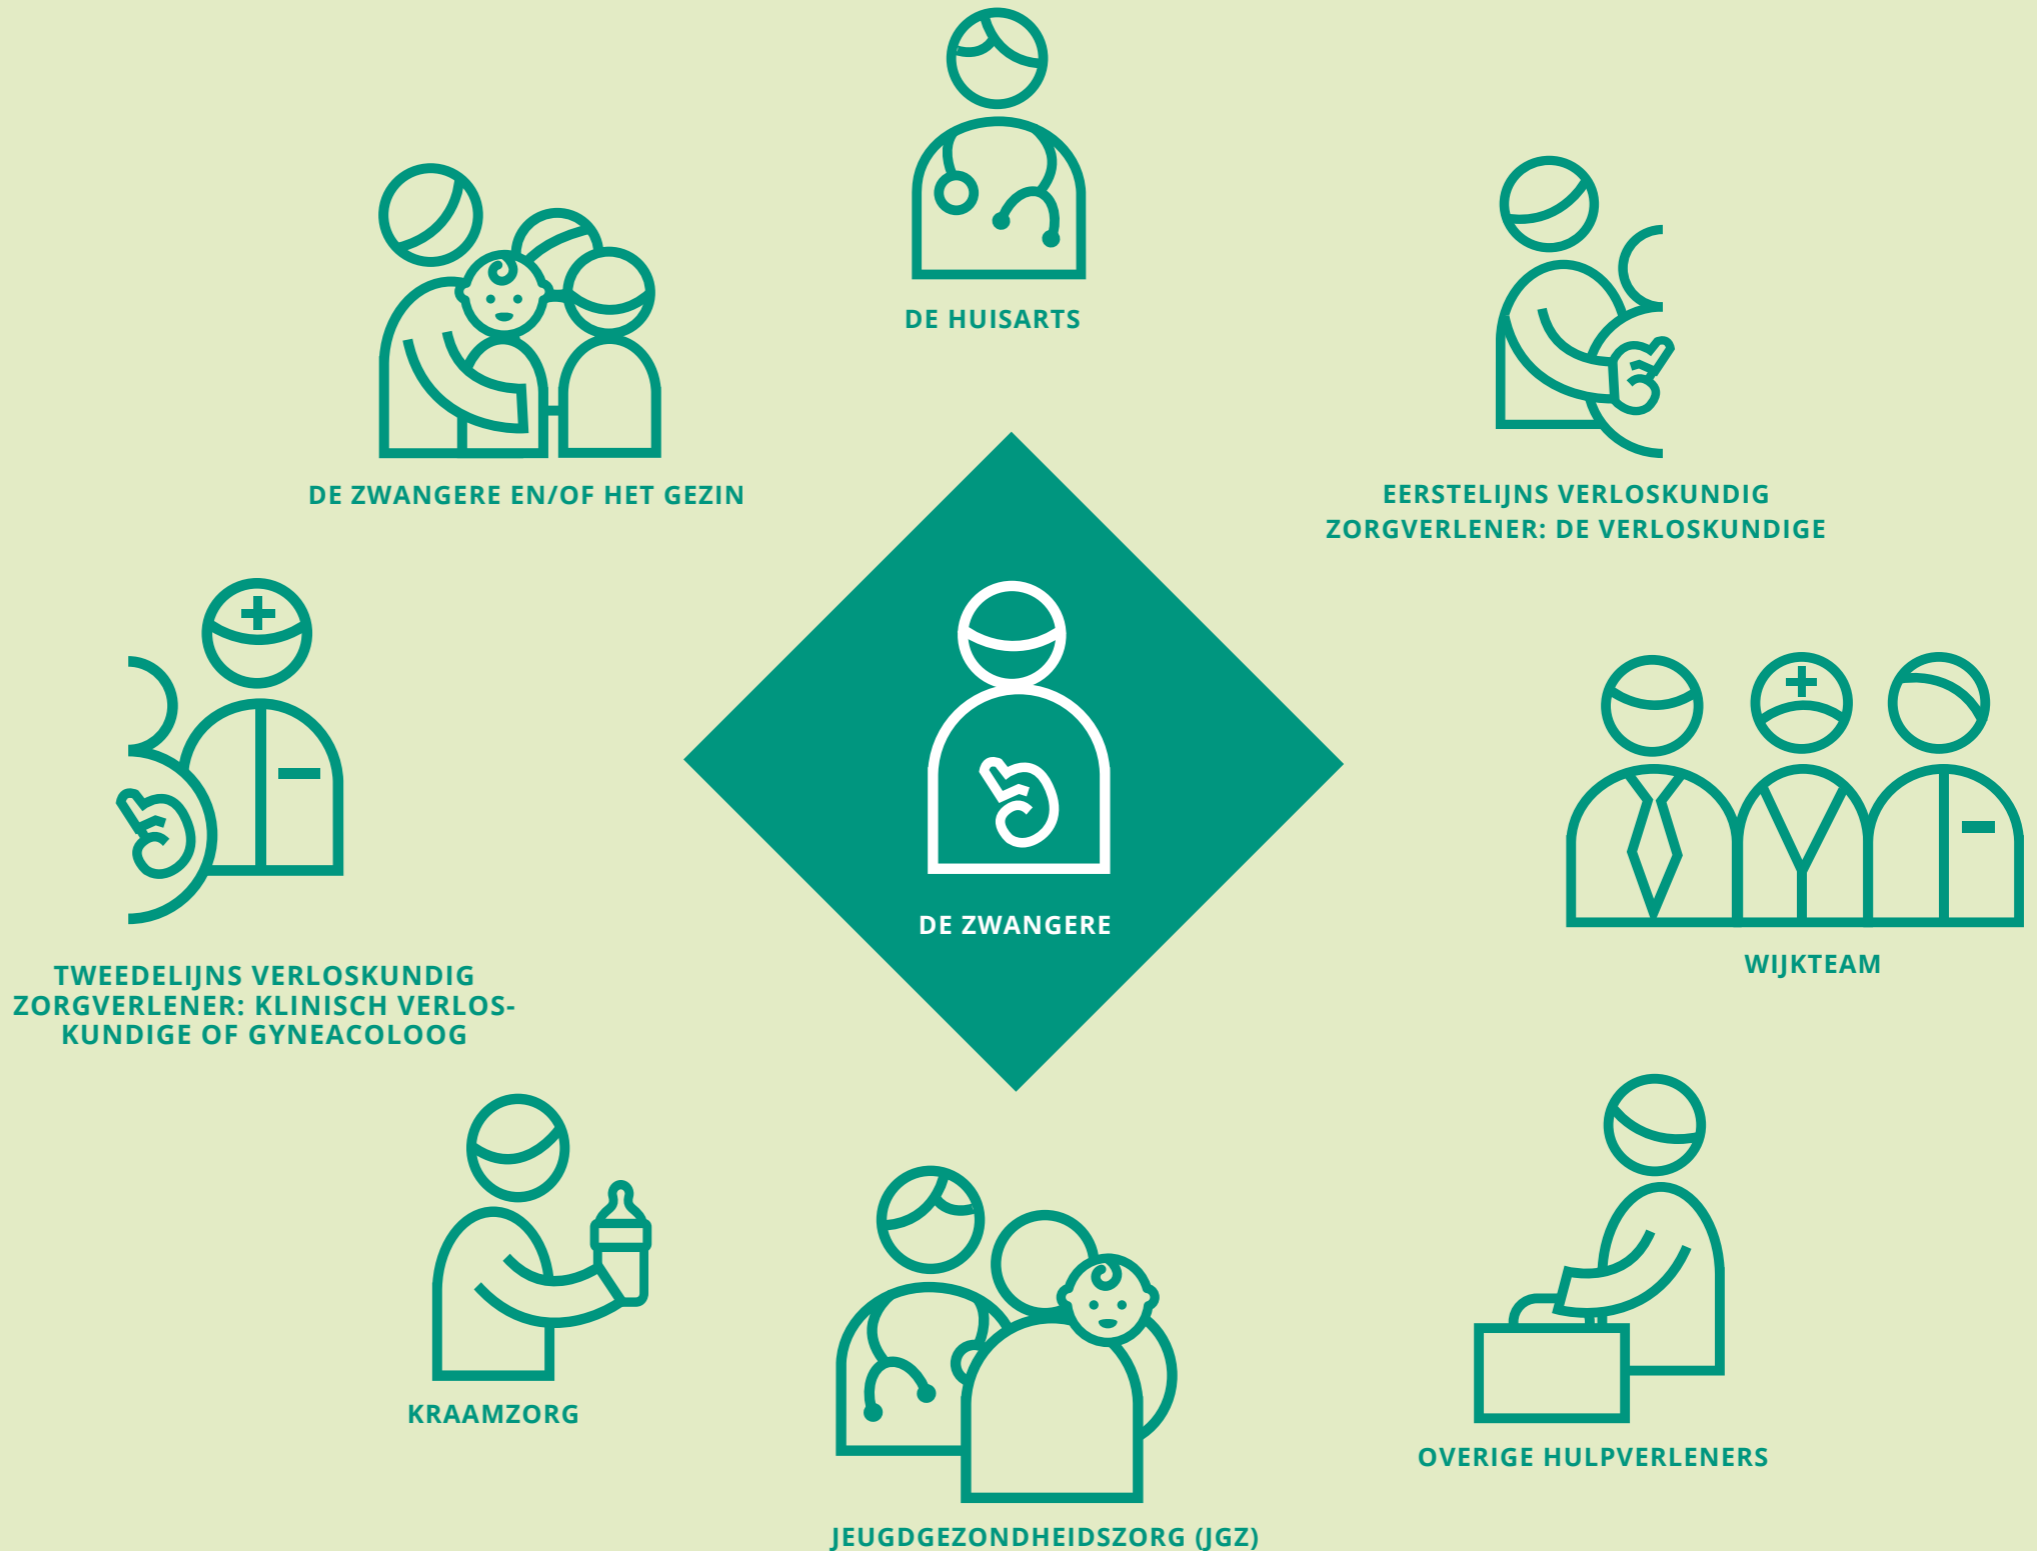 DE HUISARTS
DE ZWANGERE EN/OF HET GEZIN
EERSTELIJNS VERLOSKUNDIG
ZORGVERLENER: DE VERLOSKUNDIGE
DE ZWANGERE
WIJKTEAM
TWEEDELIJNS VERLOSKUNDIG
ZORGVERLENER: KLINISCH VERLOS-
KUNDIGE OF GYNEACOLOOG
KRAAMZORG
OVERIGE HULPVERLENERS
JEUGDGEZONDHEIDSZORG (JGZ)